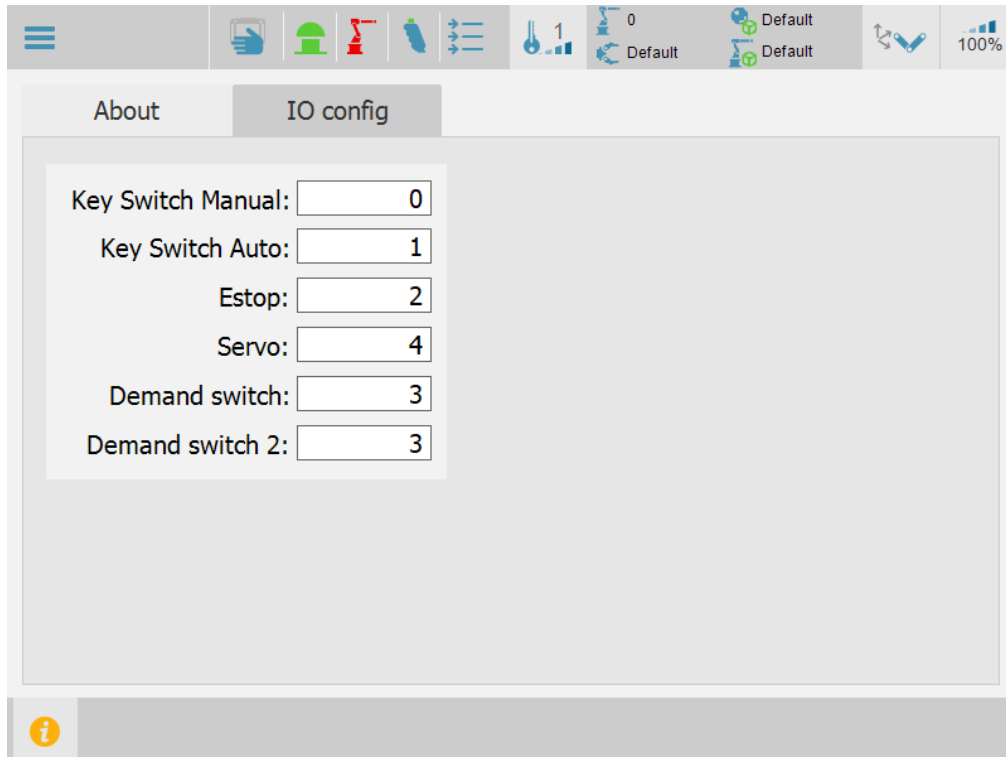 1
0
Default
Default
Default
100%
About
IO config
Key Switch Manual: 0
Key Switch Auto: 1
Estop: 2
Servo: 4
Demand switch: 3
Demand switch 2: 3
i